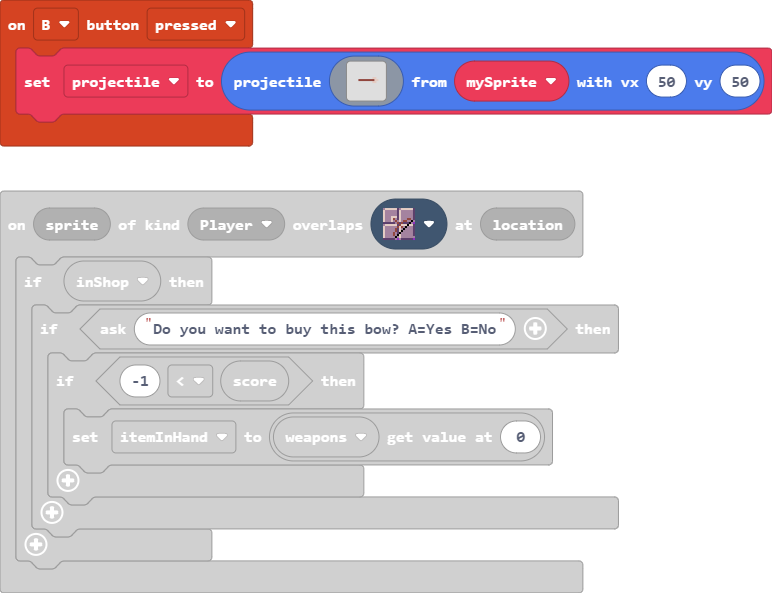 on B button pressed
set projectile to projectile from mySprite with vx 50 vy 50
on sprite of kind Player overlaps at location
if inShop then
if ask "Do you want to buy this bow? A=Yes B=No" then
if -1 < score then
set itemInHand to weapons get value at 0